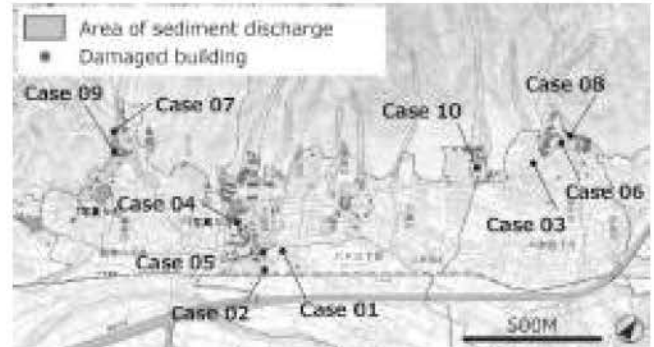 Area of sediment discharge
Damaged building
Case 09
Case 07
Case 08
Case 10
Case 04
Case 06
Case 03
Case 05
Case 02
Case 01
500M